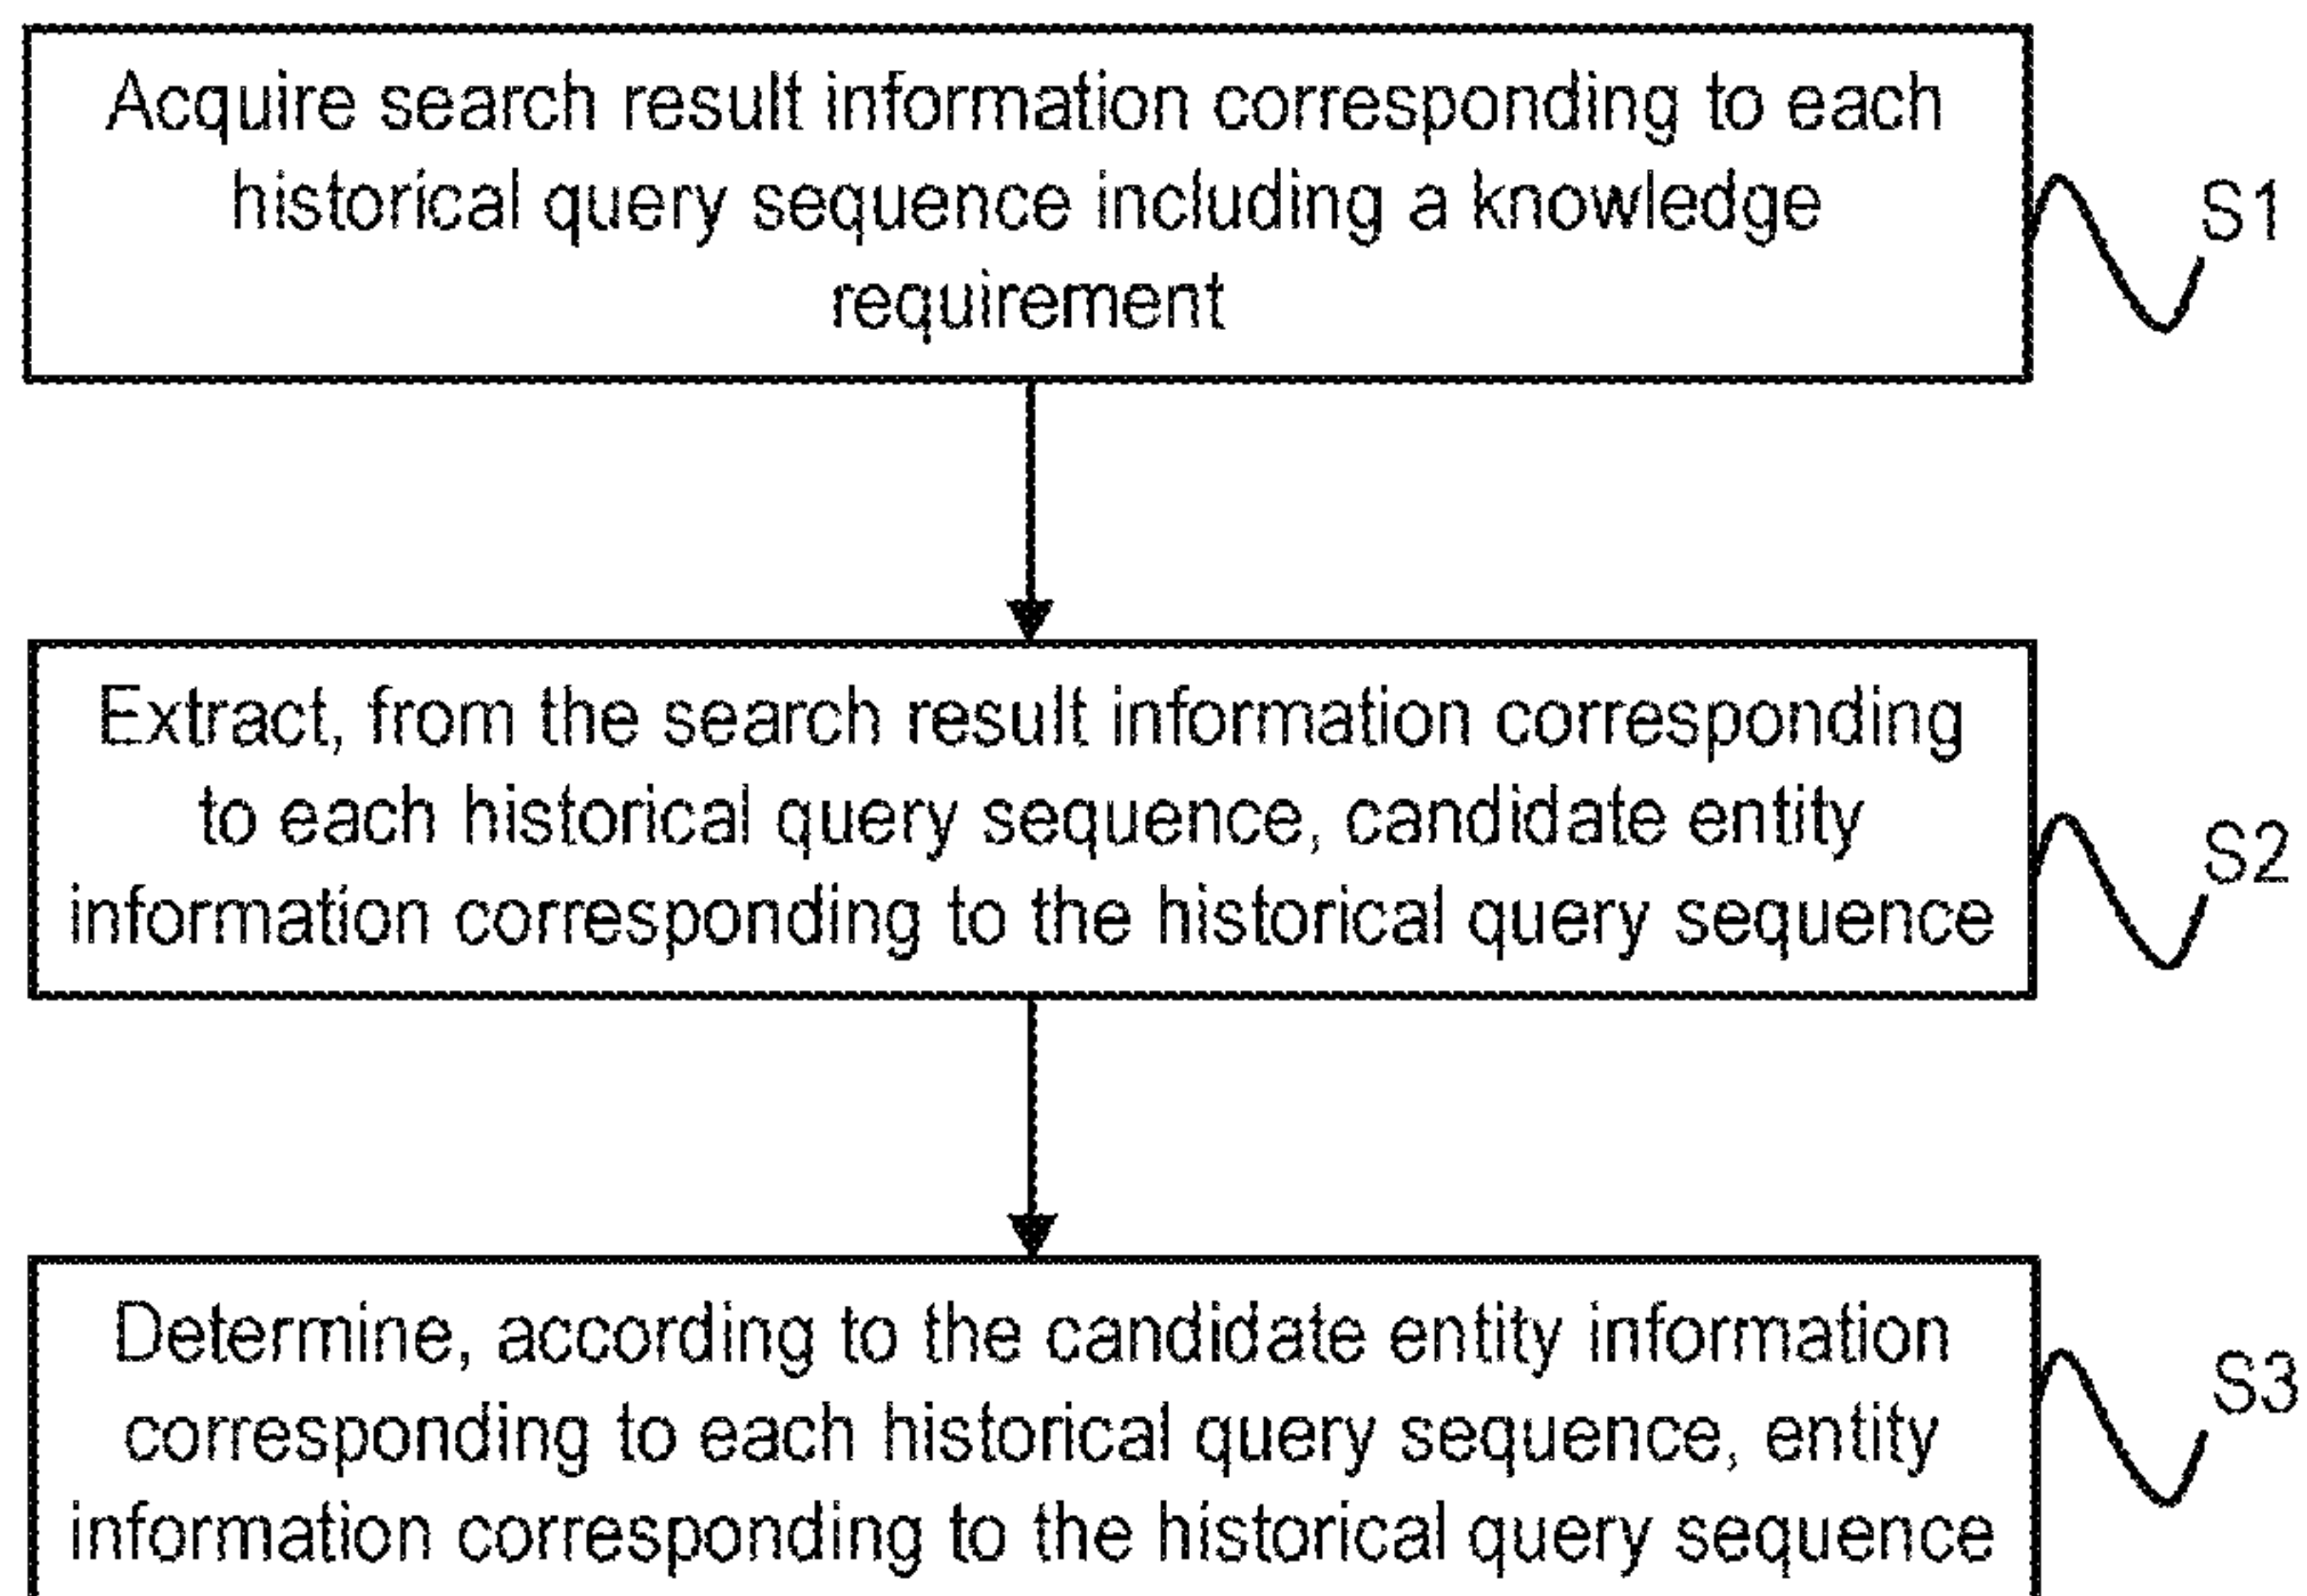 Acquire search result information corresponding to each
historical query sequence including a knowledge
requirement
S1
Extract, from the search result information corresponding
to each historical query sequence, candidate entity
information corresponding to the historical query sequence
S2
Determine, according to the candidate entity information
corresponding to each historical query sequence, entity
information corresponding to the historical query sequence
S3